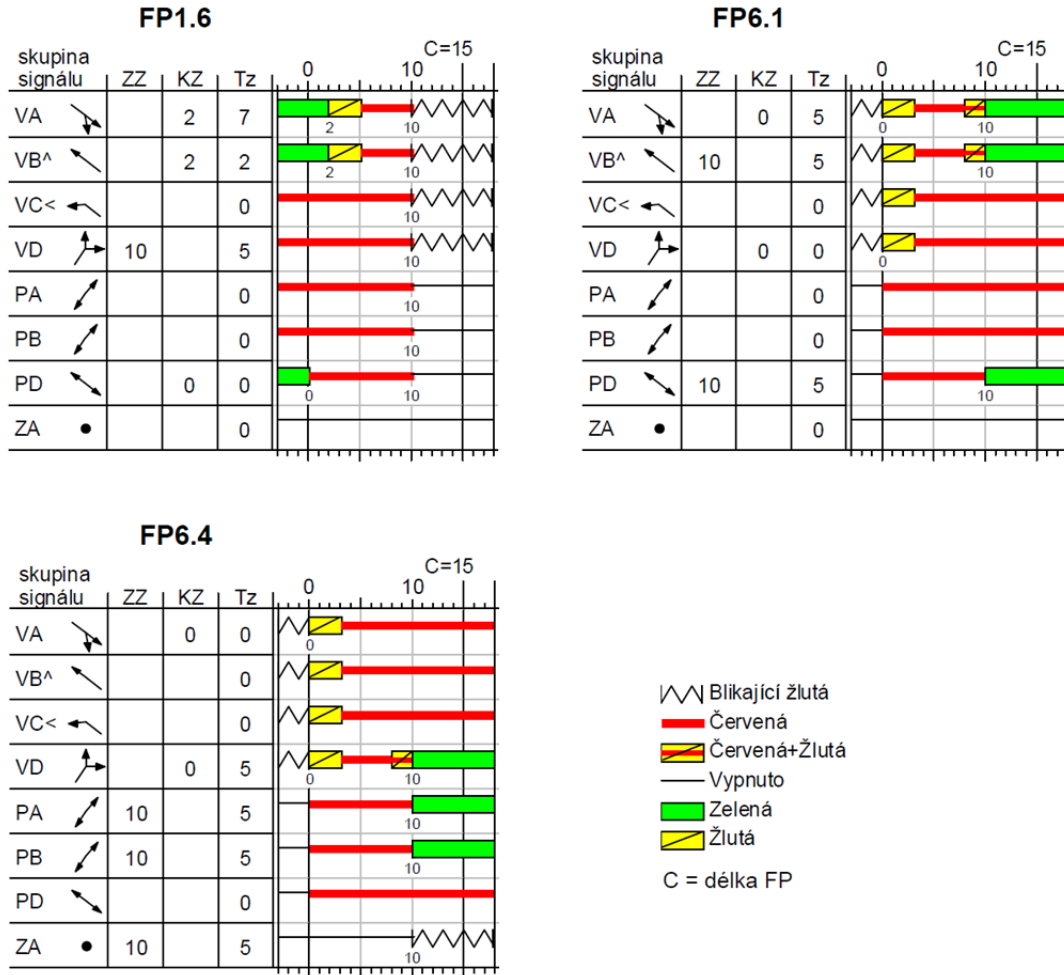 FP1.6
C=15
skupina
signálu ZZ KZ Tz 0 10
VA 2 7
2 10
VB^ 2 2
2 10
VC< 0
10
VD 10 5
10
PA 0
10
PB 0
10
PD 0 0
0 10
ZA 0
FP6.1
C=15
skupina
signálu ZZ KZ Tz 0 10
VA 0 5
0 10
VB^ 10 5
0 10
VC< 0
VD 0 0
0
PA 0
PB 0
PD 10 5
10
ZA 0
FP6.4
C=15
skupina
signálu ZZ KZ Tz 0 10
VA 0 0
0
VB^ 0
VC< 0
VD 0 5
0 10
PA 10 5
10
PB 10 5
10
PD 0
ZA 10 5
10
Blikající žlutá
Červená
Červená+Žlutá
Vypnuto
Zelená
Žlutá
C = délka FP